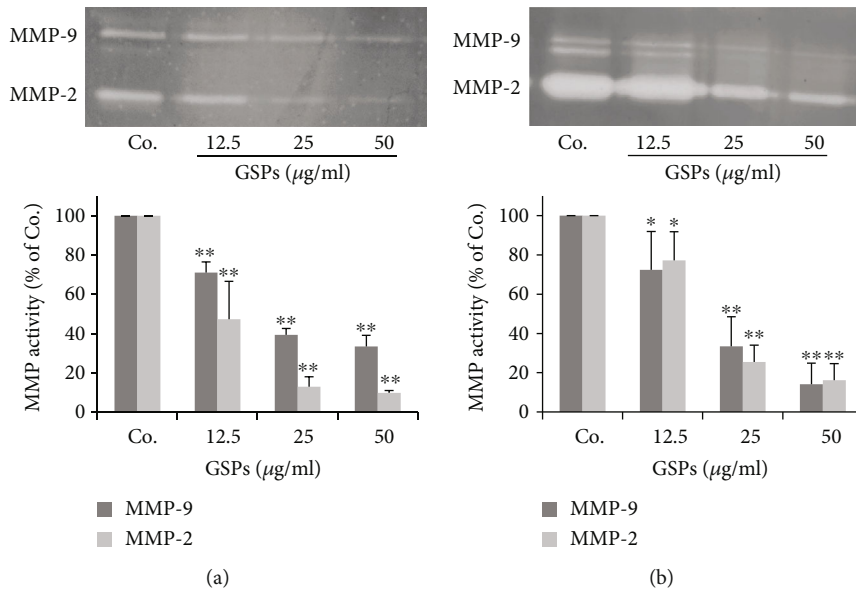 MMP-9
MMP-2
Co. 12.5 25 50
GSPs (μg/ml)
MMP activity (% of Co.)
100
80
60
40
20
0
** ** ** ** ** **
Co. 12.5 25 50
GSPs (μg/ml)
MMP-9
MMP-2
(a)
MMP-9
MMP-2
Co. 12.5 25 50
GSPs (μg/ml)
MMP activity (% of Co.)
100
80
60
40
20
0
* * ** ** ****
Co. 12.5 25 50
GSPs (μg/ml)
MMP-9
MMP-2
(b)